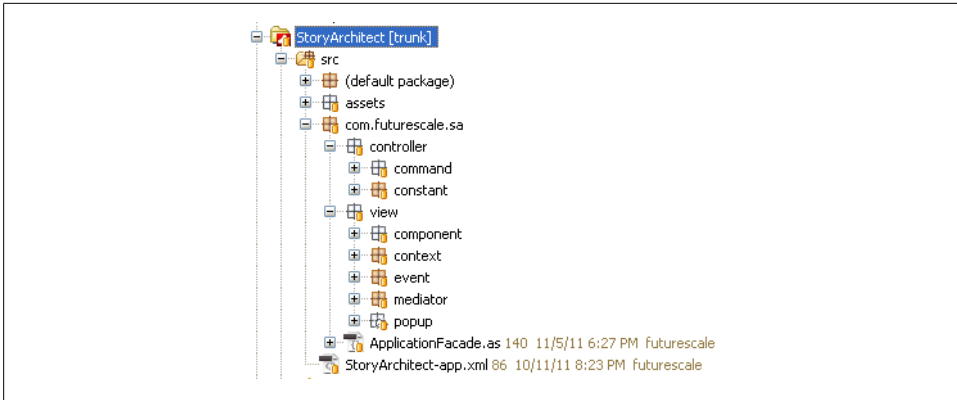 StoryArchitect [trunk]
src
(default package)
assets
com.futurescale.sa
controller
command
constant
view
component
context
event
mediator
popup
ApplicationFacade.as 140 11/5/11 6:27 PM futurescale
StoryArchitect-app.xml 86 10/11/11 8:23 PM futurescale